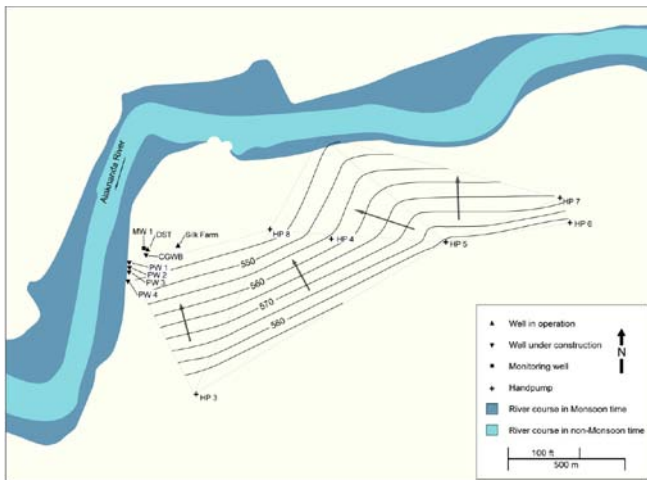 Alaknanda River
MW 1
DST
Silk Farm
CGWB
PW 1
PW 2
PW 3
PW 4
HP 8
HP 4
HP 7
HP 6
HP 5
HP 3
550
560
570
560
Well in operation
Well under construction
Monitoring well
Handpump
River course in Monsoon time
River course in non-Monsoon time
N
100 ft
500 m